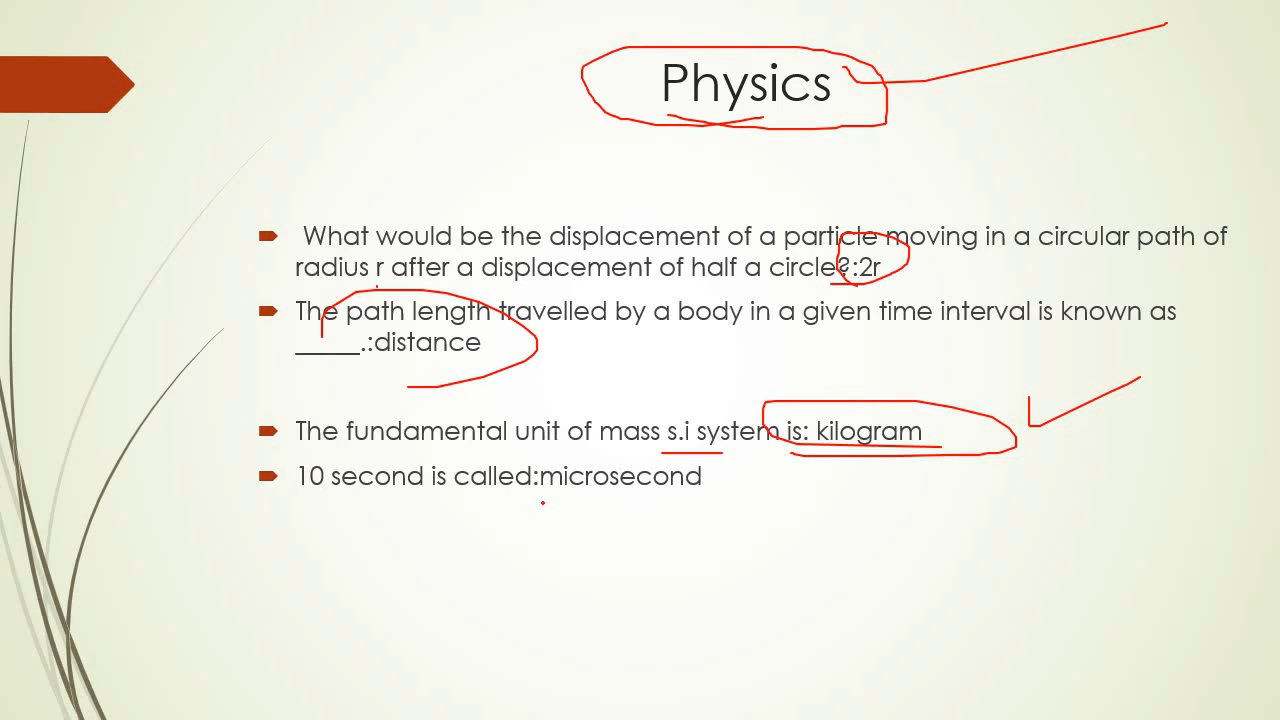 Physics
What would be the displacement of a particle moving in a circular path of
radius r after a displacement of half a circle?:2r
The path length travelled by a body in a given time interval is known as
_____.:distance
The fundamental unit of mass s.i system is: kilogram
10 second is called:microsecond